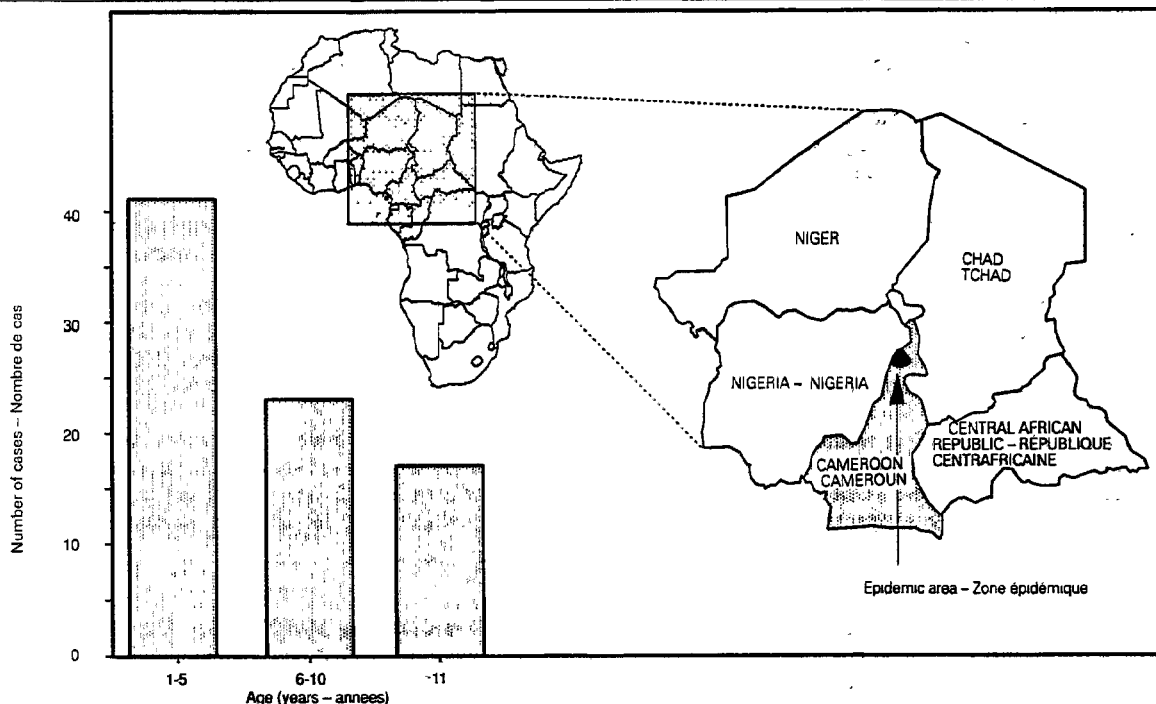 Number of cases – Nombre de cas
40
30
20
10
0
1-5
6-10
11
Age (years – annees)
NIGER
CHAD
TCHAD
NIGERIA – NIGERIA
CAMEROON
CAMEROUN
CENTRAL AFRICAN
REPUBLIC – RÉPUBLIQUE
CENTRAFRICAINE
Epidemic area – Zone épidémique